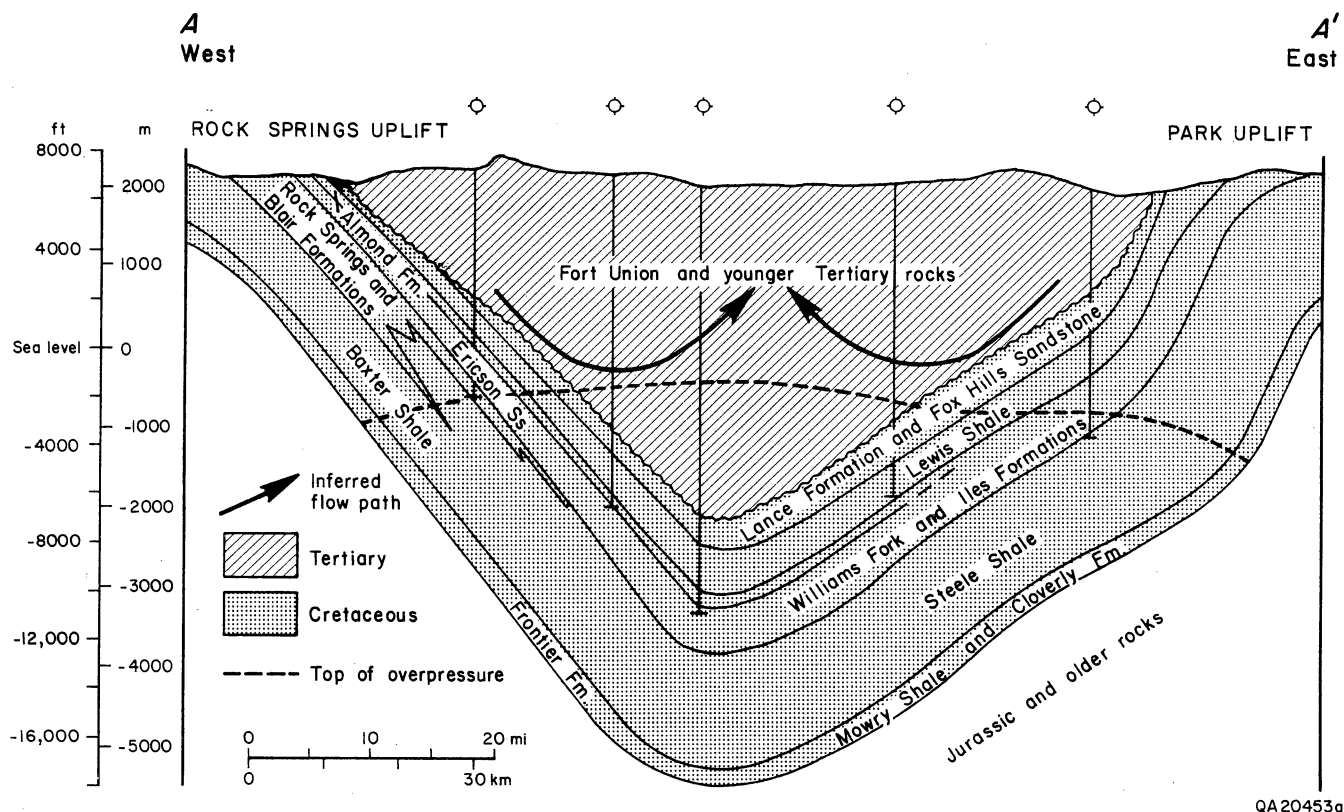 A
West
A'
East
ft
m
ROCK SPRINGS UPLIFT
PARK UPLIFT
8000
4000
Sea level
-4000
-8000
-12,000
-16,000
2000
1000
0
-1000
-2000
-3000
-4000
-5000
Almond Fm.
Rock Springs and
Blair Formations
Ericson Ss
Baxter Shale
Frontier Fm.
Fort Union and younger Tertiary rocks
Lance Formation and Fox Hills Sandstone
Lewis Shale
Williams Fork and Iles Formations
Steele Shale
Mowry Shale and Cloverly Fm.
Jurassic and older rocks
Inferred
flow path
Tertiary
Cretaceous
Top of overpressure
0 10 20 mi
0 30 km
QA20453a